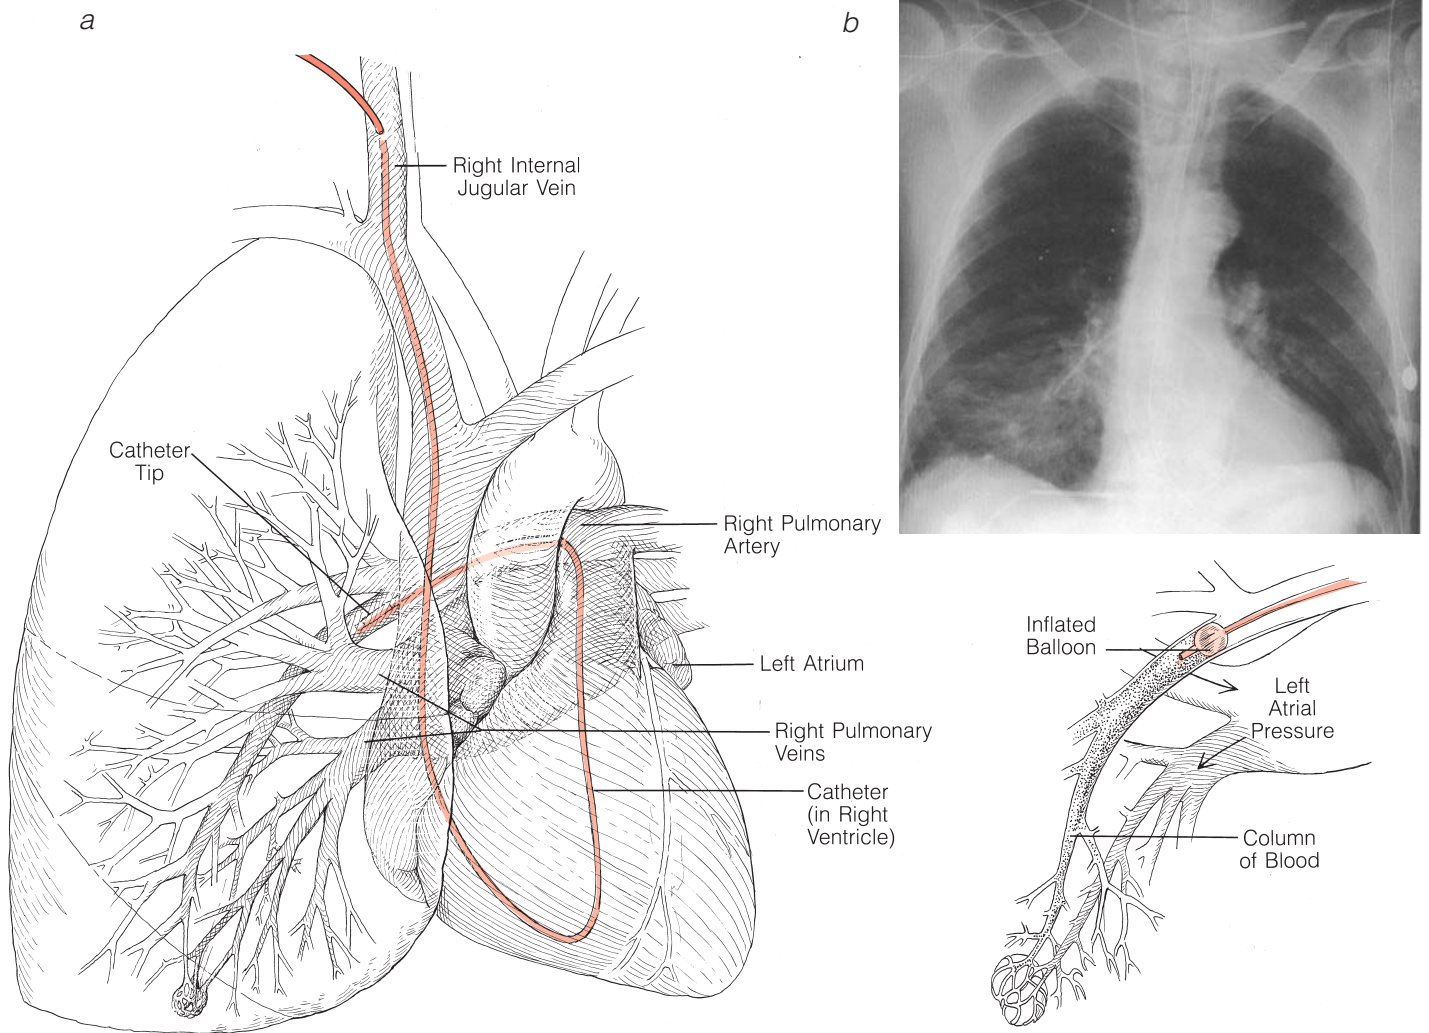 a
b
Right Internal
Jugular Vein
Catheter
Tip
Right Pulmonary
Artery
Left Atrium
Right Pulmonary
Veins
Catheter
(in Right
Ventricle)
Inflated
Balloon
Left
Atrial
Pressure
Column
of Blood